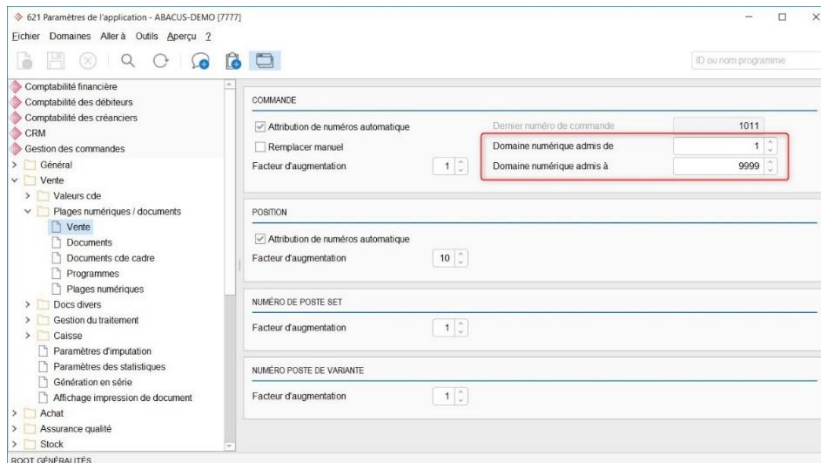 621 Paramètres de l'application - ABACUS-DEMO [7777]
Fichier Domaines Aller à Outils Aperçu ?
ID ou nom programme
Comptabilité financière
Comptabilité des débiteurs
Comptabilité des créanciers
CRM
Gestion des commandes
Général
Vente
Valeurs cde
Plages numériques / documents
Vente
Documents
Documents cde cadre
Programmes
Plages numériques
Docs divers
Gestion du traitement
Caisse
Paramètres d'imputation
Paramètres des statistiques
Génération en série
Affichage impression de document
Achat
Assurance qualité
Stock
COMMANDE
Attribution de numéros automatique
Dernier numéro de commande 1011
Remplacer manuel
Domaine numérique admis de 1
Facteur d'augmentation 1
Domaine numérique admis à 9999
POSITION
Attribution de numéros automatique
Facteur d'augmentation 10
NUMÉRO DE POSTE SET
Facteur d'augmentation 1
NUMÉRO POSTE DE VARIANTE
Facteur d'augmentation 1
ROOT GÉNÉRALITÉS